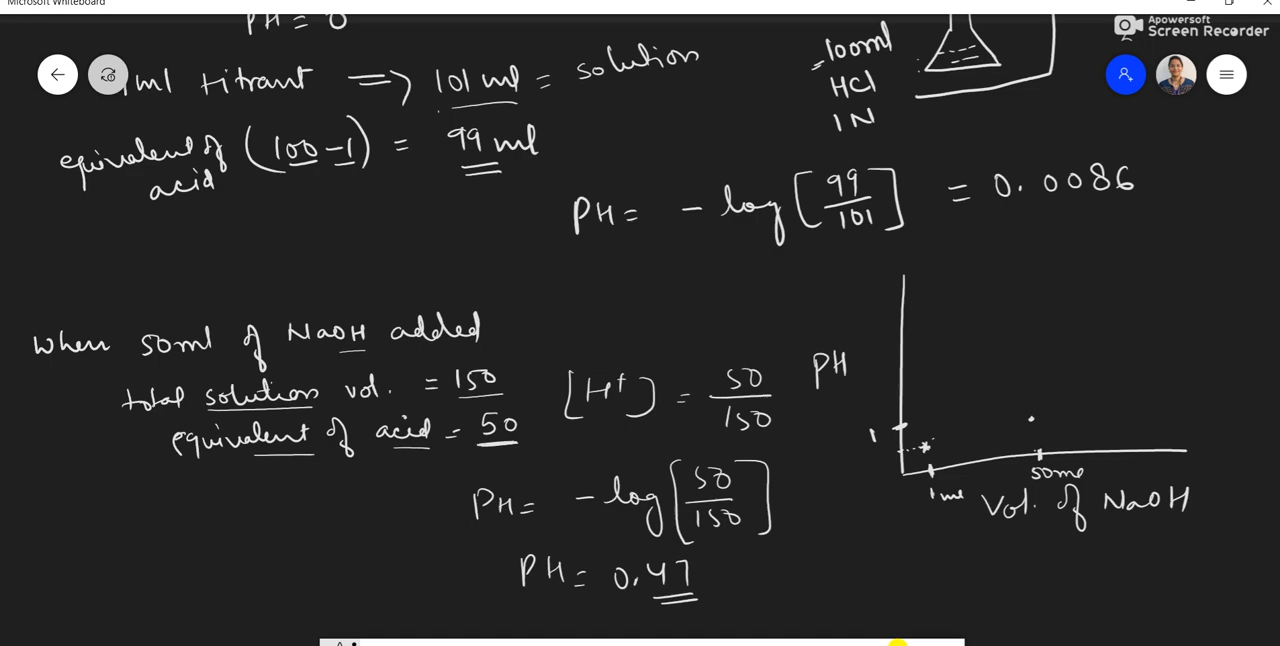 Microsoft Whiteboard
PH = 0
Apowersoft
Screen Recorder
1ml titrant => 101 ml = solution
= 100ml
HCl
1N
equivalent of acid (100-1) = 99 ml
PH = - log [99/101] = 0.0086
When 50ml of NaOH added
total solution vol. = 150
equivalent of acid = 50
[H+] = 50/150
PH = - log [50/150]
PH = 0.47
PH
1
1 ml
50ml
Vol. of NaOH